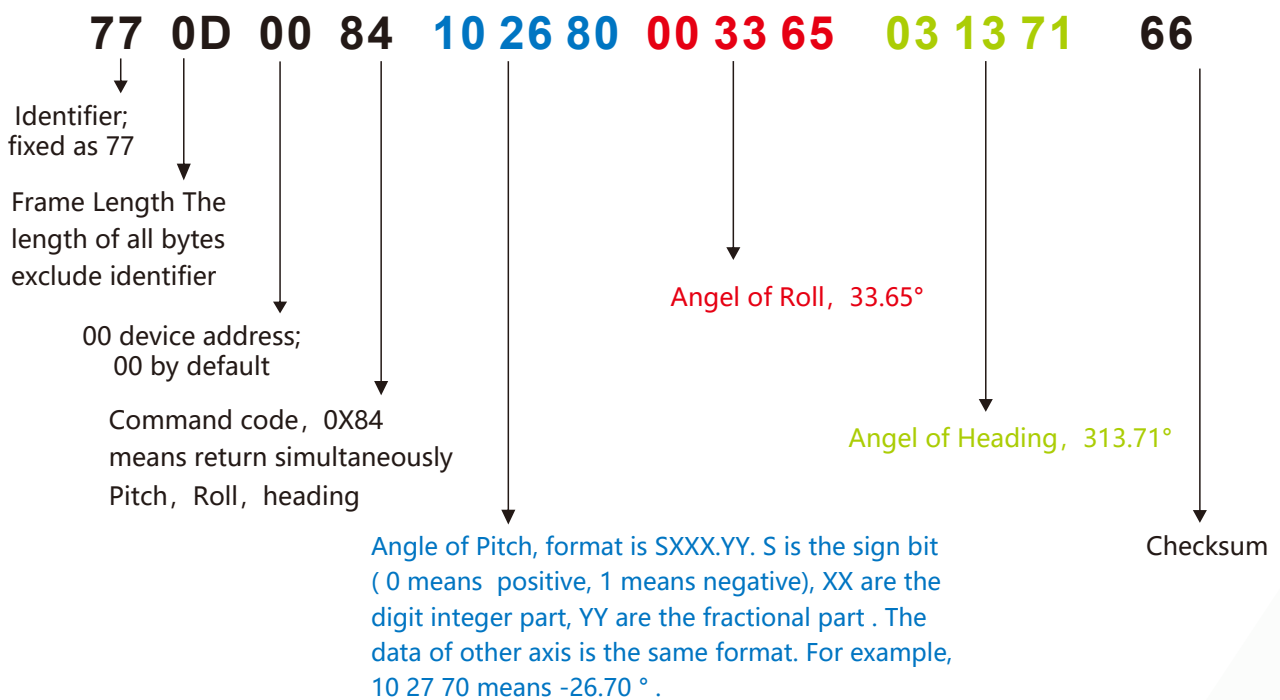 77 0D 00 84 10 26 80 00 33 65 03 13 71 66
Identifier;
fixed as 77
Frame Length The
length of all bytes
exclude identifier
00 device address;
00 by default
Command code，0X84
means return simultaneously
Pitch，Roll，heading
Angle of Pitch, format is SXXX.YY. S is the sign bit
( 0 means positive, 1 means negative), XX are the
digit integer part, YY are the fractional part . The
data of other axis is the same format. For example,
10 27 70 means -26.70 ° .
Angel of Roll，33.65°
Angel of Heading，313.71°
Checksum